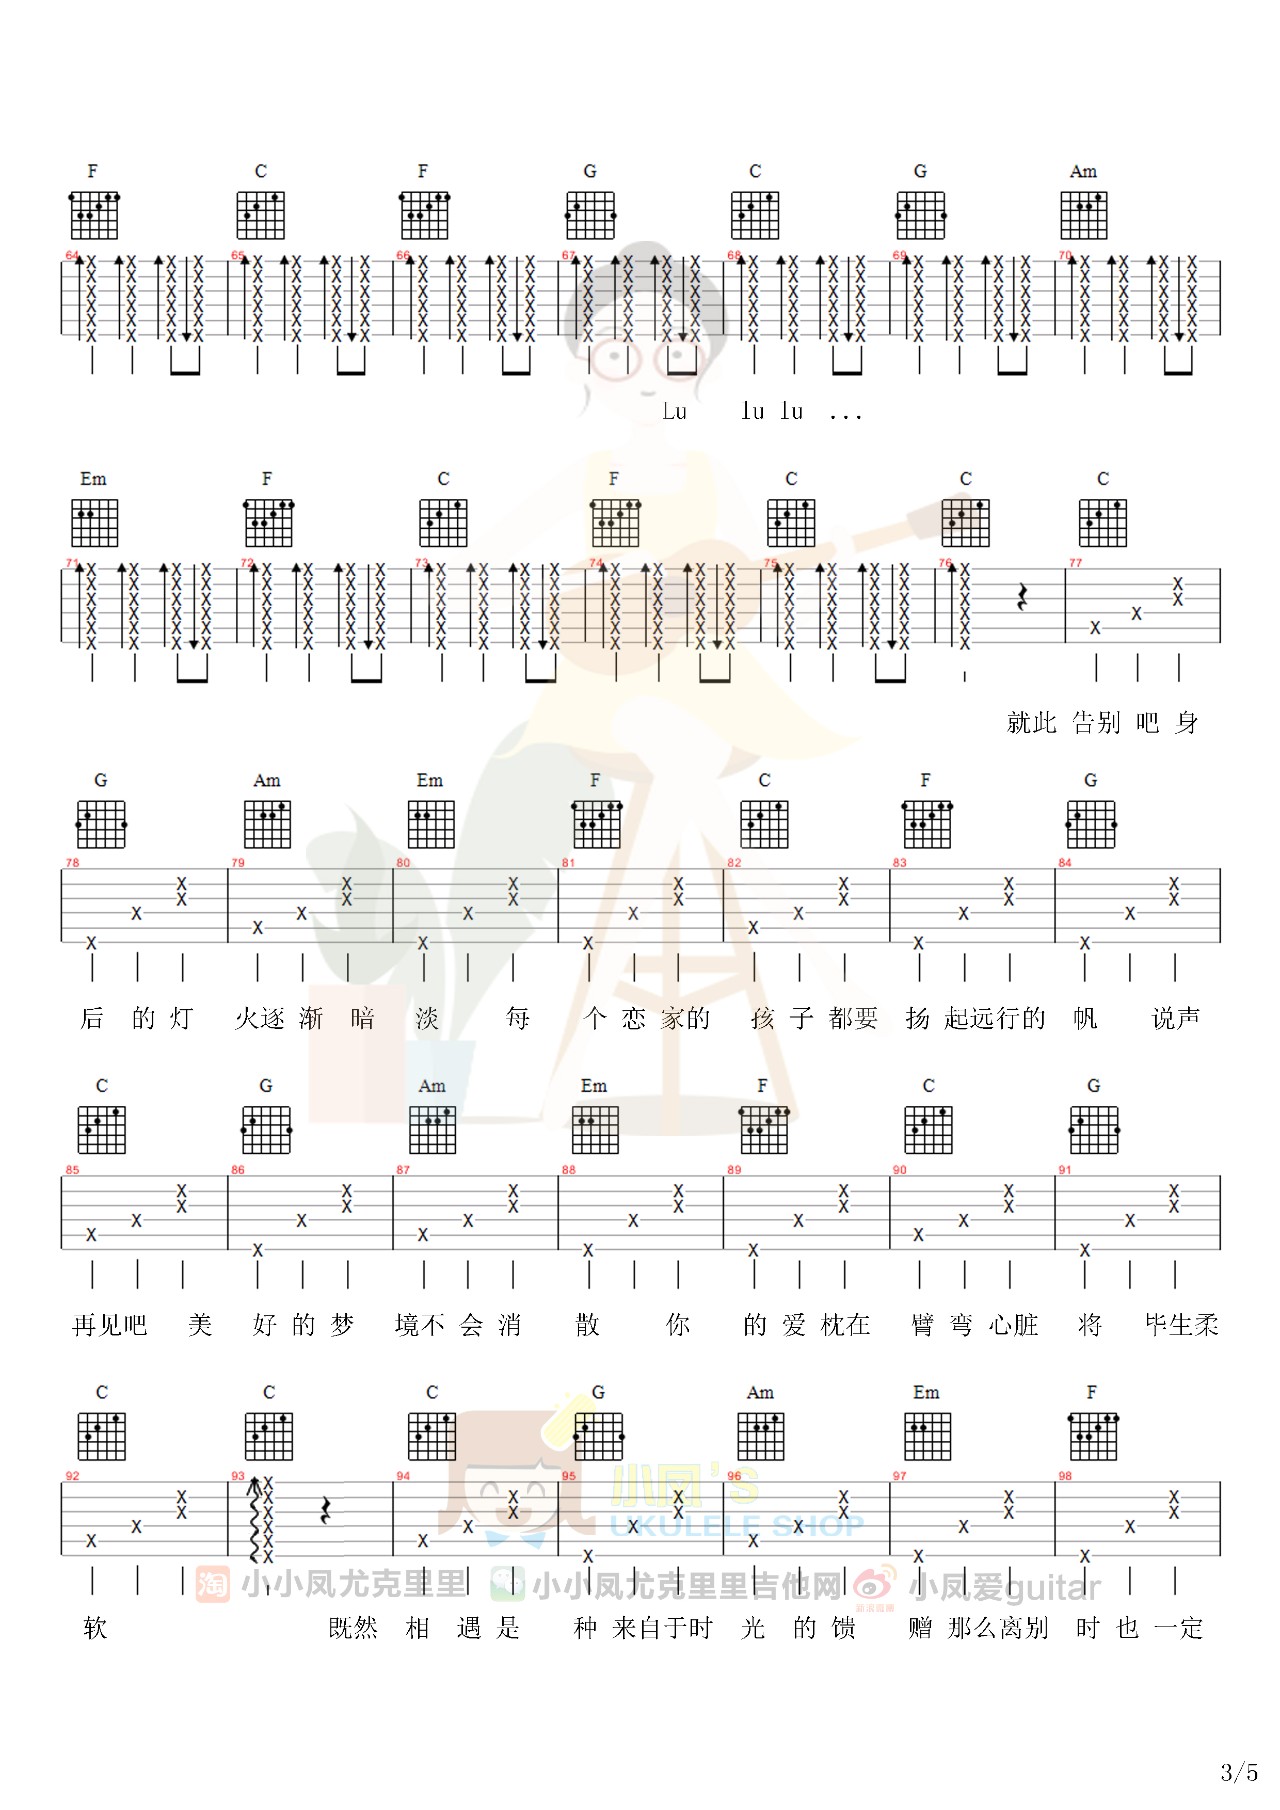 F C F G C G Am
64 65 66 67 68 69 70
Lu lu lu ...
Em F C F C C C
71 72 73 74 75 76 77
就此 告别 吧 身
G Am Em F C F G
78 79 80 81 82 83 84
后 的 灯 火逐 渐 暗 淡 每 个 恋 家的 孩 子 都要 扬 起远行的 帆 说声
C G Am Em F C G
85 86 87 88 89 90 91
再见吧 美 好 的 梦 境不 会 消 散 你 的 爱 枕在 臂 弯 心脏 将 毕生柔
C C C G Am Em F
92 93 94 95 96 97 98
小凤's
UKULELE SHOP
淘 小小凤尤克里里 小小凤尤克里里吉他网 新浪微博 小凤爱guitar
软 既然 相 遇 是 种 来自于时 光 的 馈 赠 那么离别 时 也 一定
3/5